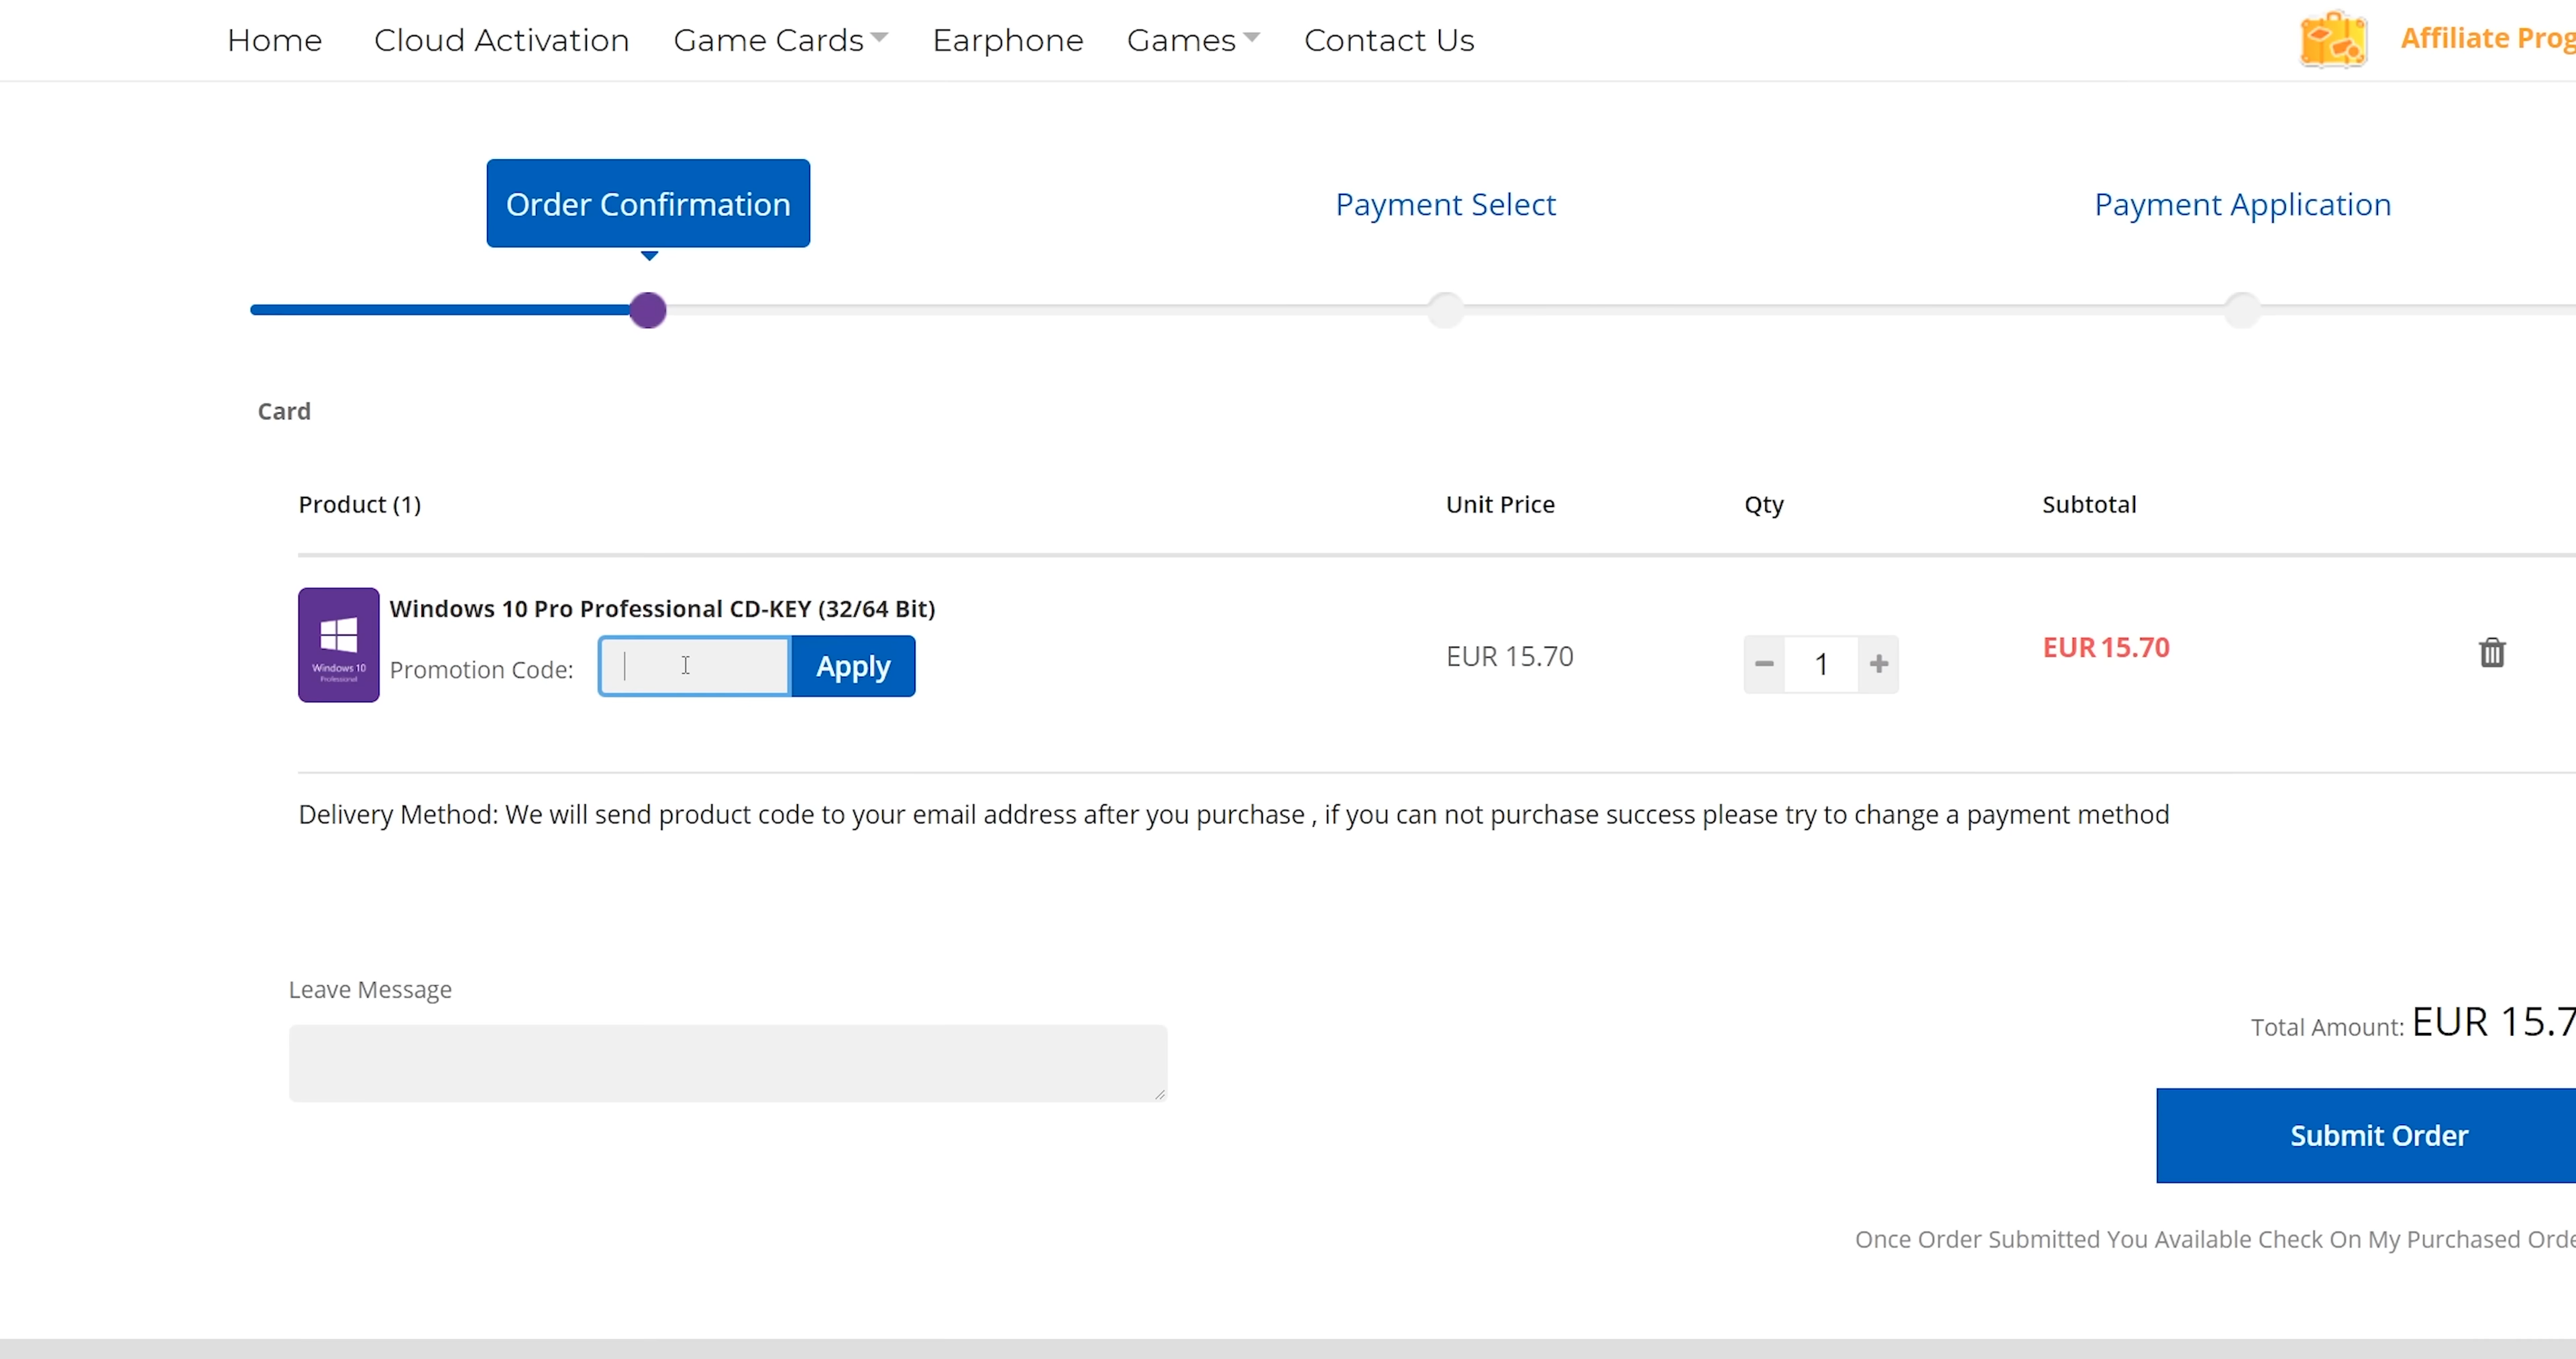 Home Cloud Activation Game Cards Earphone Games Contact Us Affiliate Prog
Order Confirmation Payment Select Payment Application
Card
Product (1) Unit Price Qty Subtotal
Windows 10 Pro Professional CD-KEY (32/64 Bit)
Windows 10
Professional
Promotion Code: Apply
EUR 15.70 1 EUR 15.70
Delivery Method: We will send product code to your email address after you purchase , if you can not purchase success please try to change a payment method
Leave Message
Total Amount: EUR 15.7
Submit Order
Once Order Submitted You Available Check On My Purchased Orde